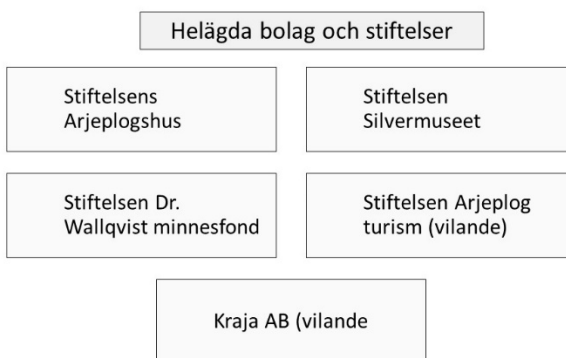 Helägda bolag och stiftelser
Stiftelsens
Arjeplogshus
Stiftelsen
Silvermuseet
Stiftelsen Dr.
Wallqvist minnesfond
Stiftelsen Arjeplog
turism (vilande)
Kraja AB (vilande